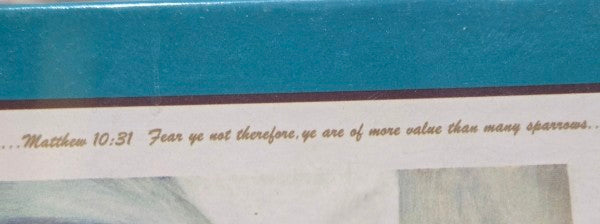 ...Matthew 10:31 Fear ye not therefore, ye are of more value than many sparrows...